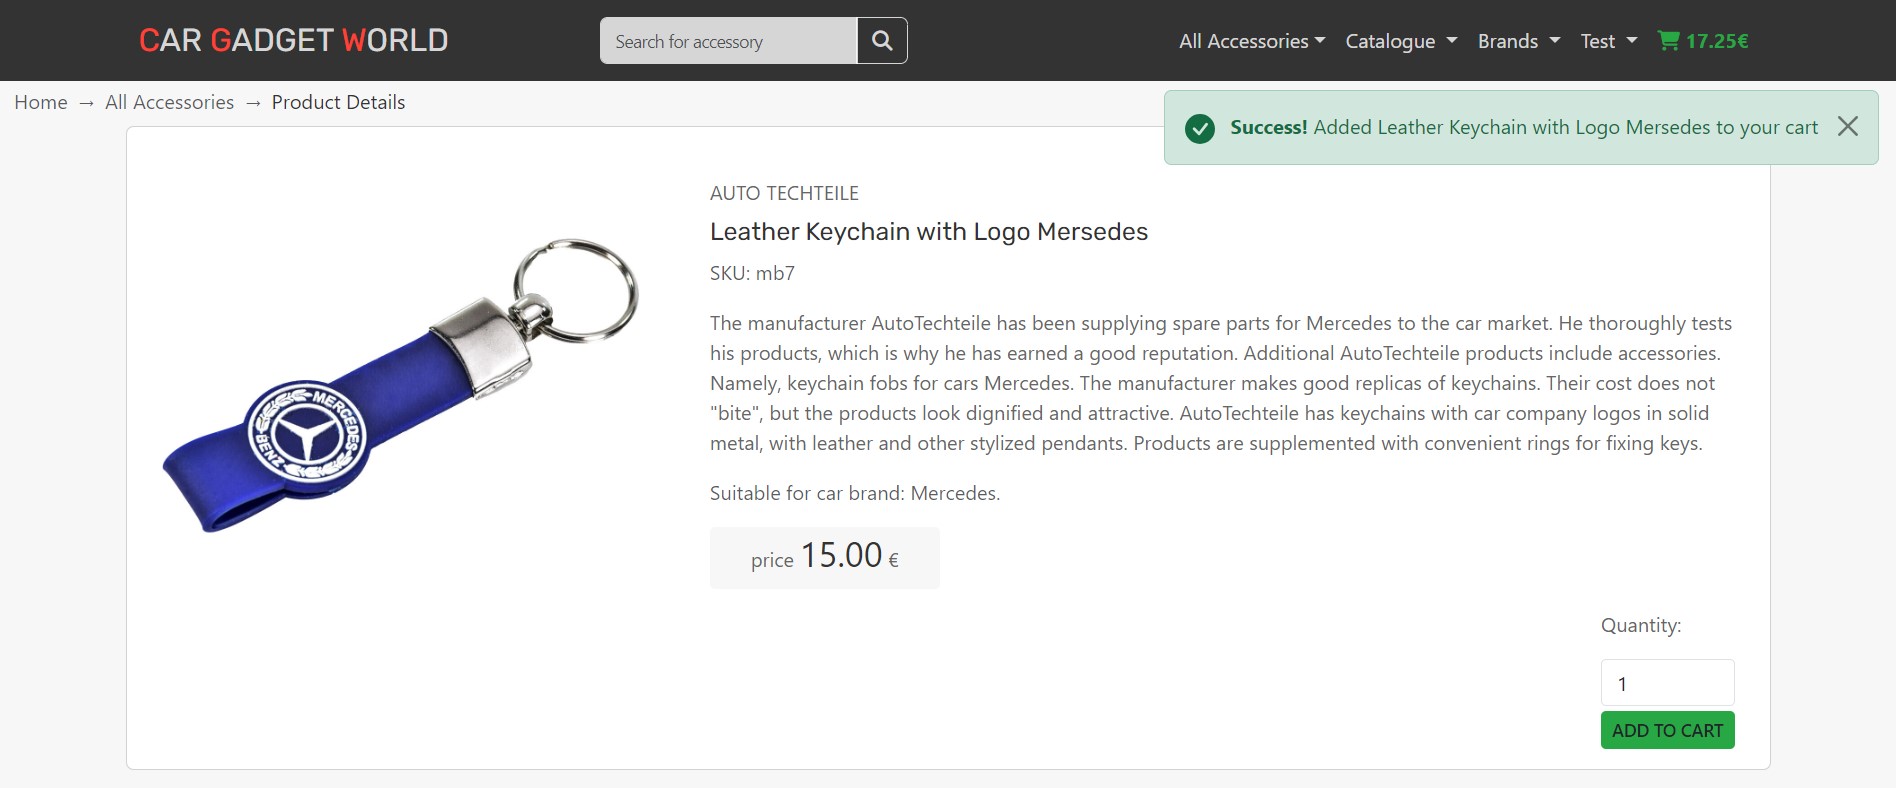 CAR GADGET WORLD
Search for accessory
All Accessories
Catalogue
Brands
Test
17.25€
Home → All Accessories → Product Details
Success! Added Leather Keychain with Logo Mersedes to your cart
AUTO TECHTEILE
Leather Keychain with Logo Mersedes
SKU: mb7
The manufacturer AutoTechteile has been supplying spare parts for Mercedes to the car market. He thoroughly tests
his products, which is why he has earned a good reputation. Additional AutoTechteile products include accessories.
Namely, keychain fobs for cars Mercedes. The manufacturer makes good replicas of keychains. Their cost does not
"bite", but the products look dignified and attractive. AutoTechteile has keychains with car company logos in solid
metal, with leather and other stylized pendants. Products are supplemented with convenient rings for fixing keys.
Suitable for car brand: Mercedes.
price 15.00 €
MERCEDES
BENZ
Quantity:
1
ADD TO CART